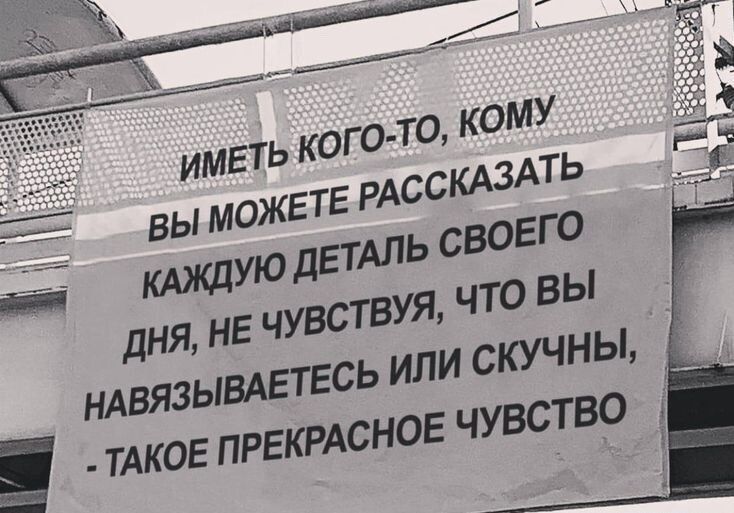 ИМЕТЬ КОГО-ТО, КОМУ
ВЫ МОЖЕТЕ РАССКАЗАТЬ
КАЖДУЮ ДЕТАЛЬ СВОЕГО
ДНЯ, НЕ ЧУВСТВУЯ, ЧТО ВЫ
НАВЯЗЫВАЕТЕСЬ ИЛИ СКУЧНЫ,
- ТАКОЕ ПРЕКРАСНОЕ ЧУВСТВО